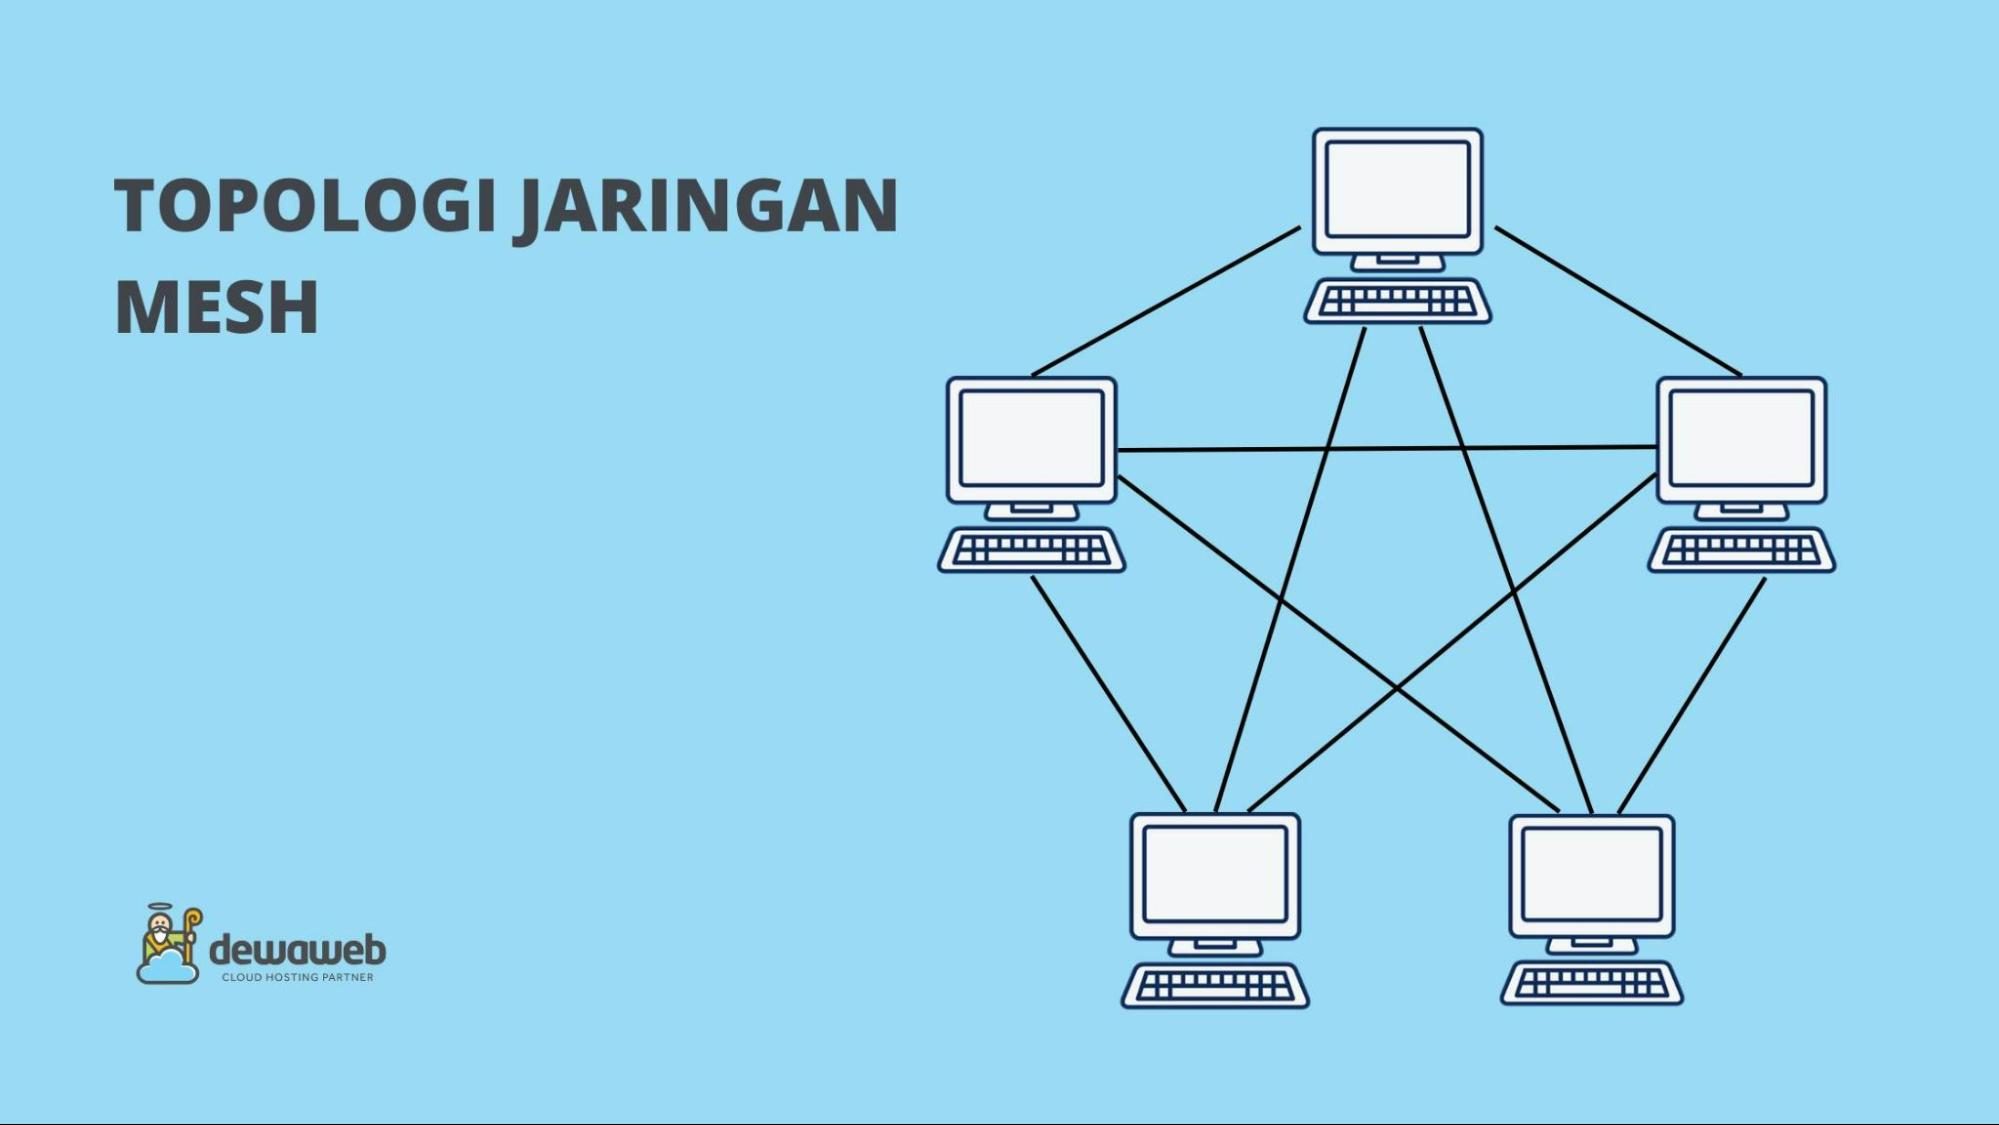 TOPOLOGI JARINGAN
MESH
dewaweb
CLOUD HOSTING PARTNER